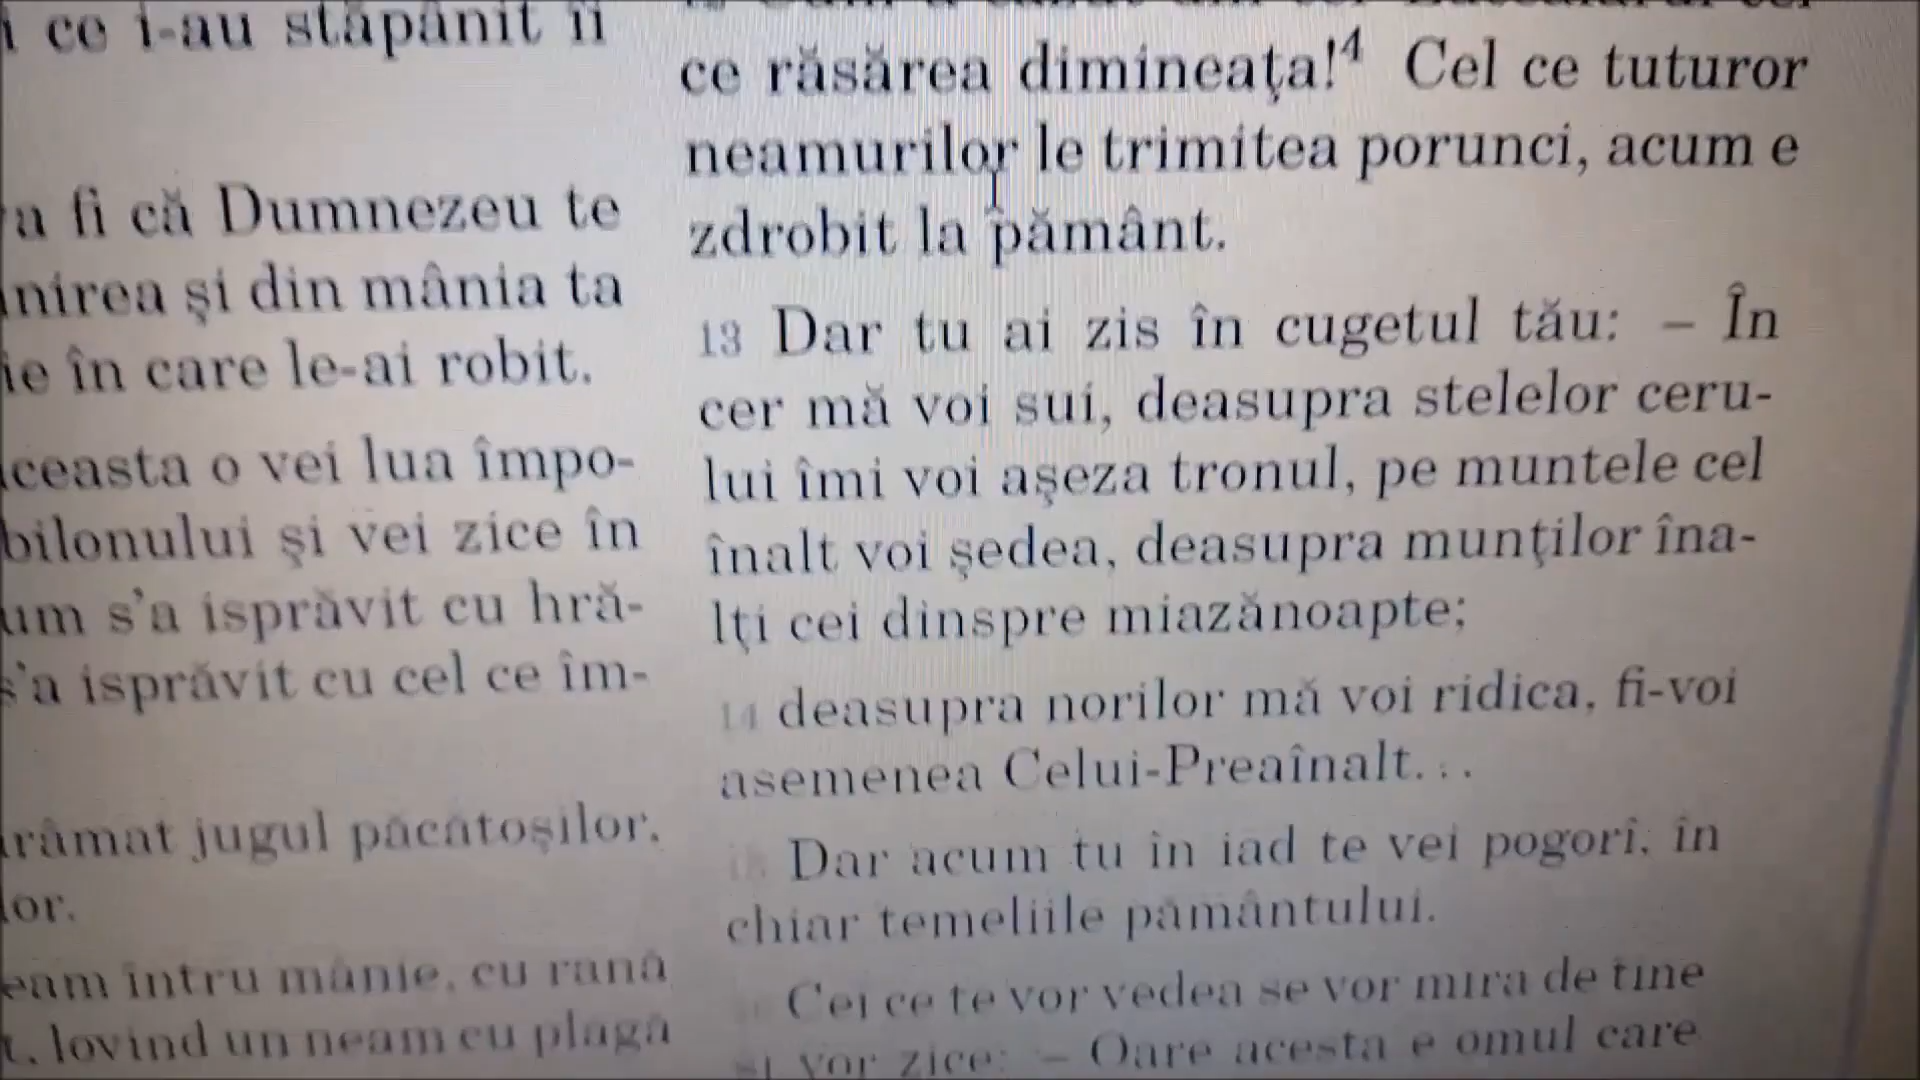 ce i-au stăpânit îi
a fi că Dumnezeu te
nirea şi din mânia ta
ie în care le-ai robit.
ceasta o vei lua împo-
bilonului şi vei zice în
um s'a isprăvit cu hră-
s'a isprăvit cu cel ce îm-
râmat jugul păcătoşilor,
lor.
eam întru mânie, cu rană
t, lovind un neam cu plagă
ce răsărea dimineaţa!4 Cel ce tuturor
neamurilor le trimitea porunci, acum e
zdrobit la pământ.
13 Dar tu ai zis în cugetul tău: – În
cer mă voi sui, deasupra stelelor ceru-
lui îmi voi aşeza tronul, pe muntele cel
înalt voi şedea, deasupra munţilor îna-
lţi cei dinspre miazănoapte;
14 deasupra norilor mă voi ridica, fi-voi
asemenea Celui-Preaînalt...
Dar acum tu în iad te vei pogorî, în
chiar temeliile pământului.
Cei ce te vor vedea se vor mira de tine
şi vor zice: – Oare acesta e omul care